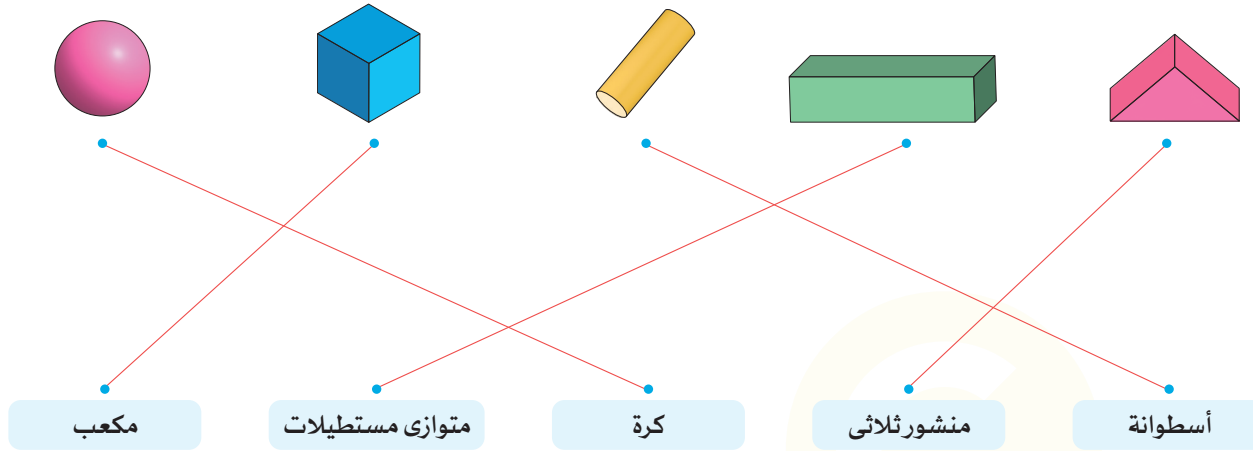 أسطوانة
منشور ثلاثى
كرة
متوازى مستطيلات
مكعب